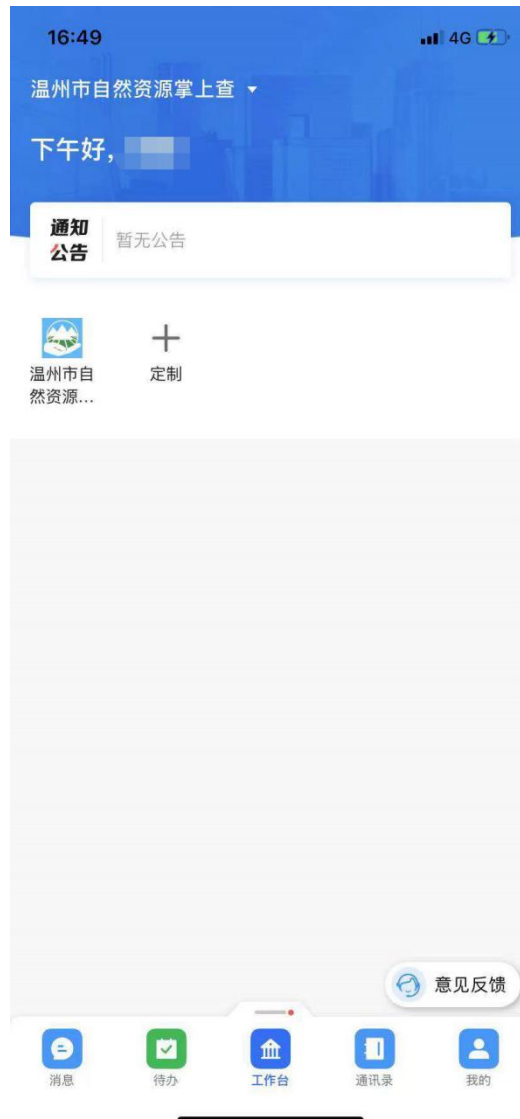 16:49
4G
温州市自然资源掌上查
下午好,
通知
公告
暂无公告
温州市自
然资源...
定制
意见反馈
消息
待办
工作台
通讯录
我的